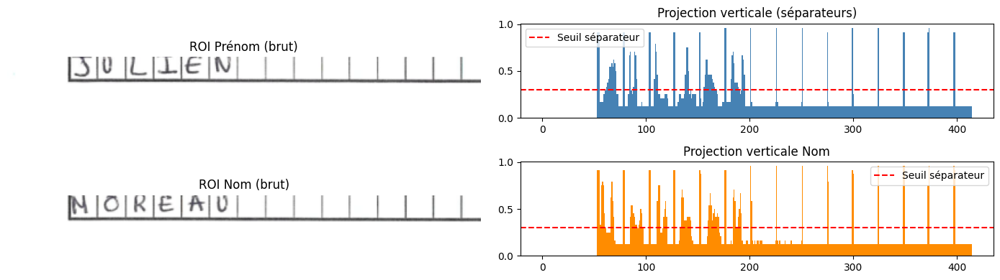 ROI Prénom (brut)
JULIEN
ROI Nom (brut)
MOREAU
Projection verticale (séparateurs)
Seuil séparateur
1.0
0.5
0.0
0 100 200 300 400
Projection verticale Nom
Seuil séparateur
1.0
0.5
0.0
0 100 200 300 400